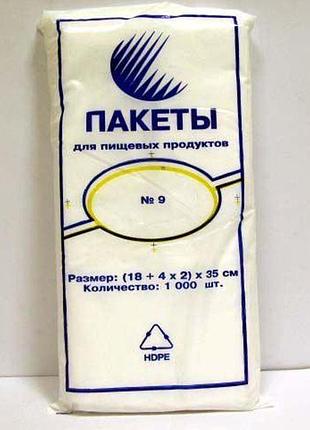 ПАКЕТЫ
для пищевых продуктов
№ 9
Размер: (18 + 4 x 2) x 35 см
Количество: 1 000 шт.
HDPE